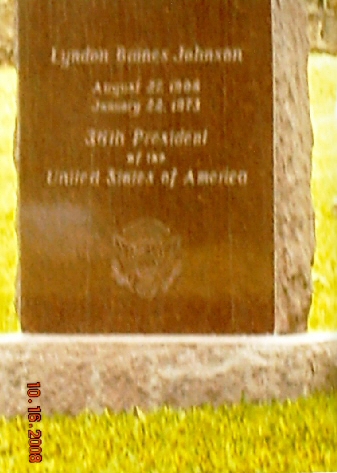 Lyndon Baines Johnson
August 27, 1908
January 22, 1973
36th President
of the
United States of America
10.16.2008